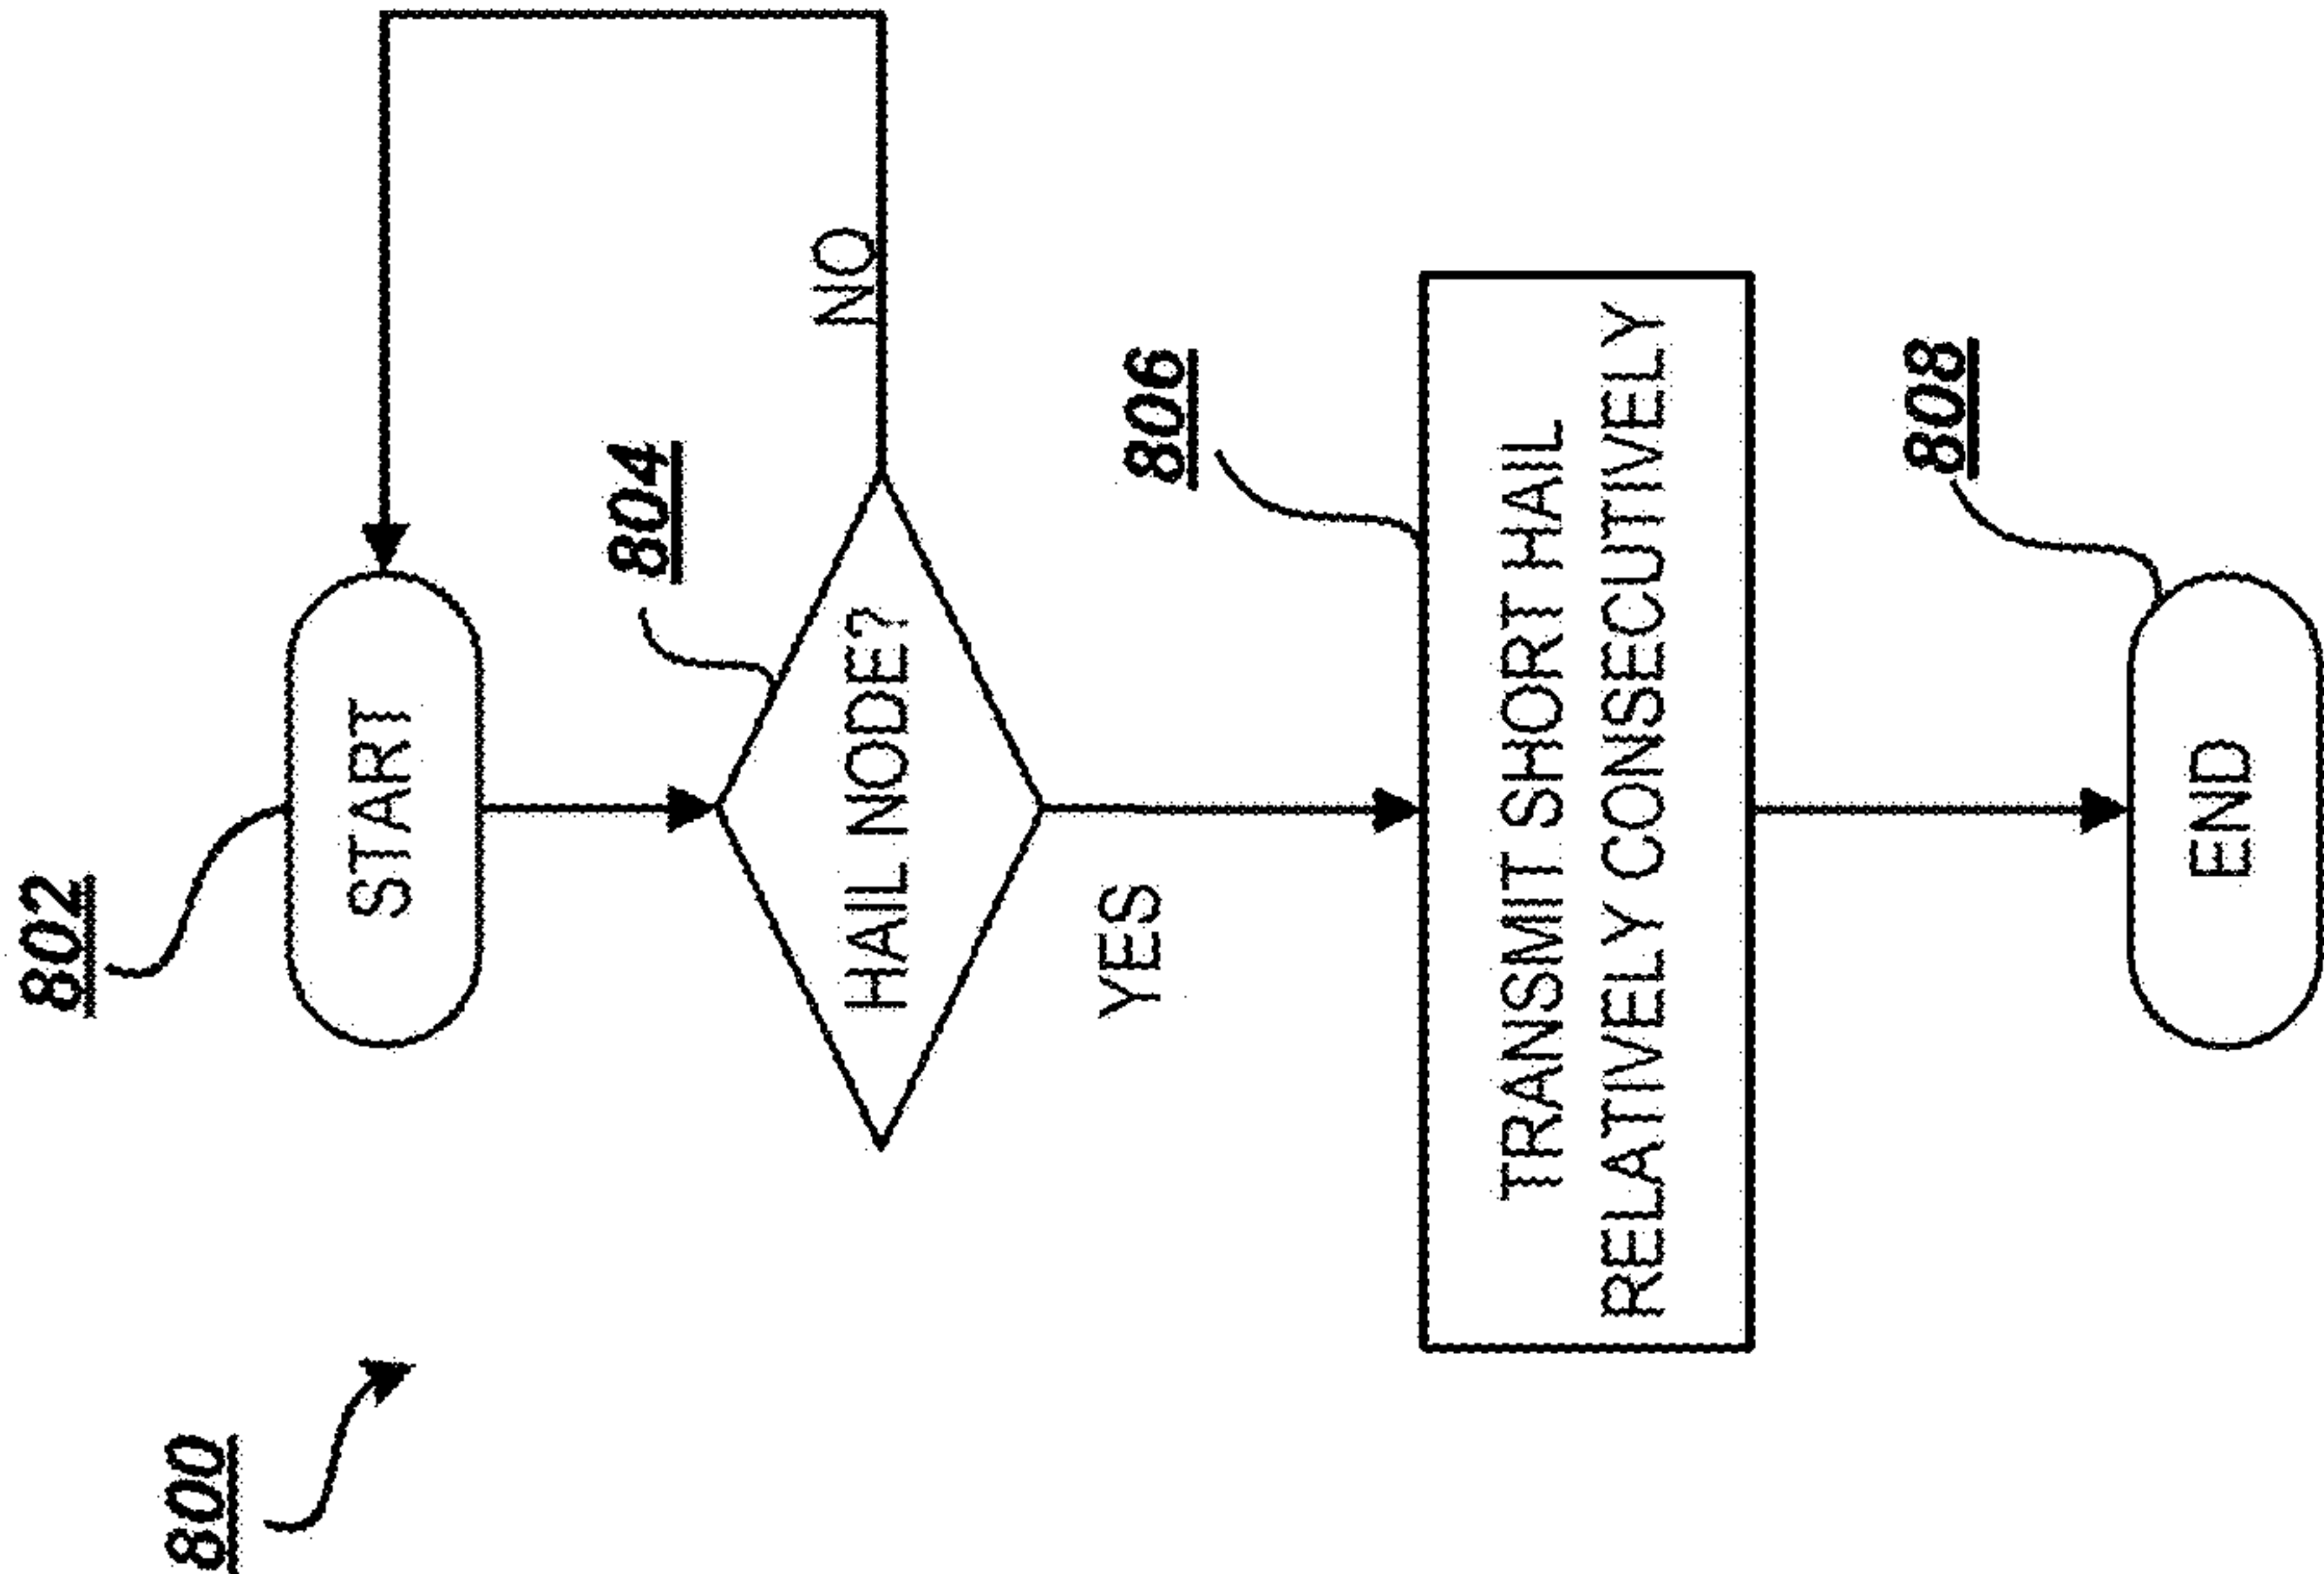 800
802
START
804
HAIL NODE?
NO
YES
806
TRANSMIT SHORT HAIL
RELATIVELY CONSECUTIVELY
808
END